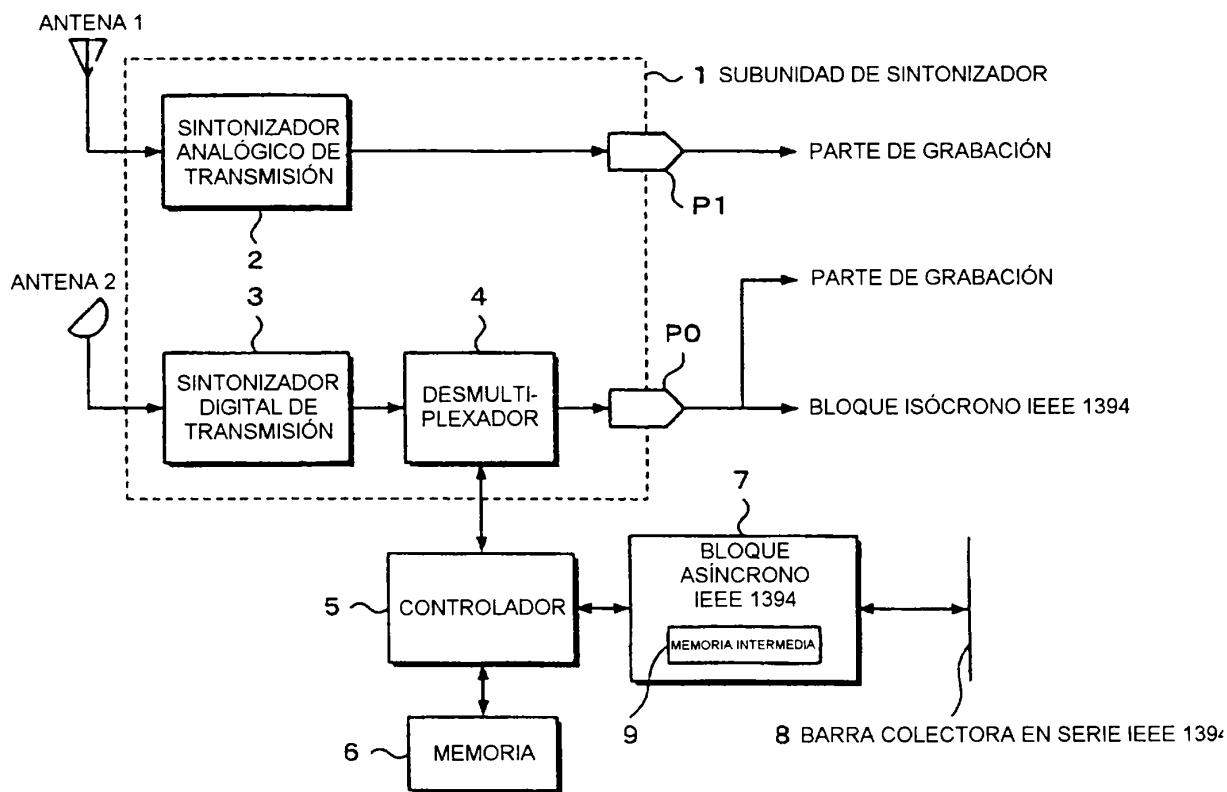 ANTENA 1
1 SUBUNIDAD DE SINTONIZADOR
SINTONIZADOR
ANALÓGICO DE
TRANSMISIÓN
PARTE DE GRABACIÓN
P1
2
ANTENA 2
PARTE DE GRABACIÓN
3
4
P0
SINTONIZADOR
DIGITAL DE
TRANSMISIÓN
DESMULTI-
PLEXADOR
BLOQUE ISÓCRONO IEEE 1394
7
BLOQUE
ASÍNCRONO
IEEE 1394
5
CONTROLADOR
MEMORIA INTERMEDIA
9
8 BARRA COLECTORA EN SERIE IEEE 1394
6
MEMORIA